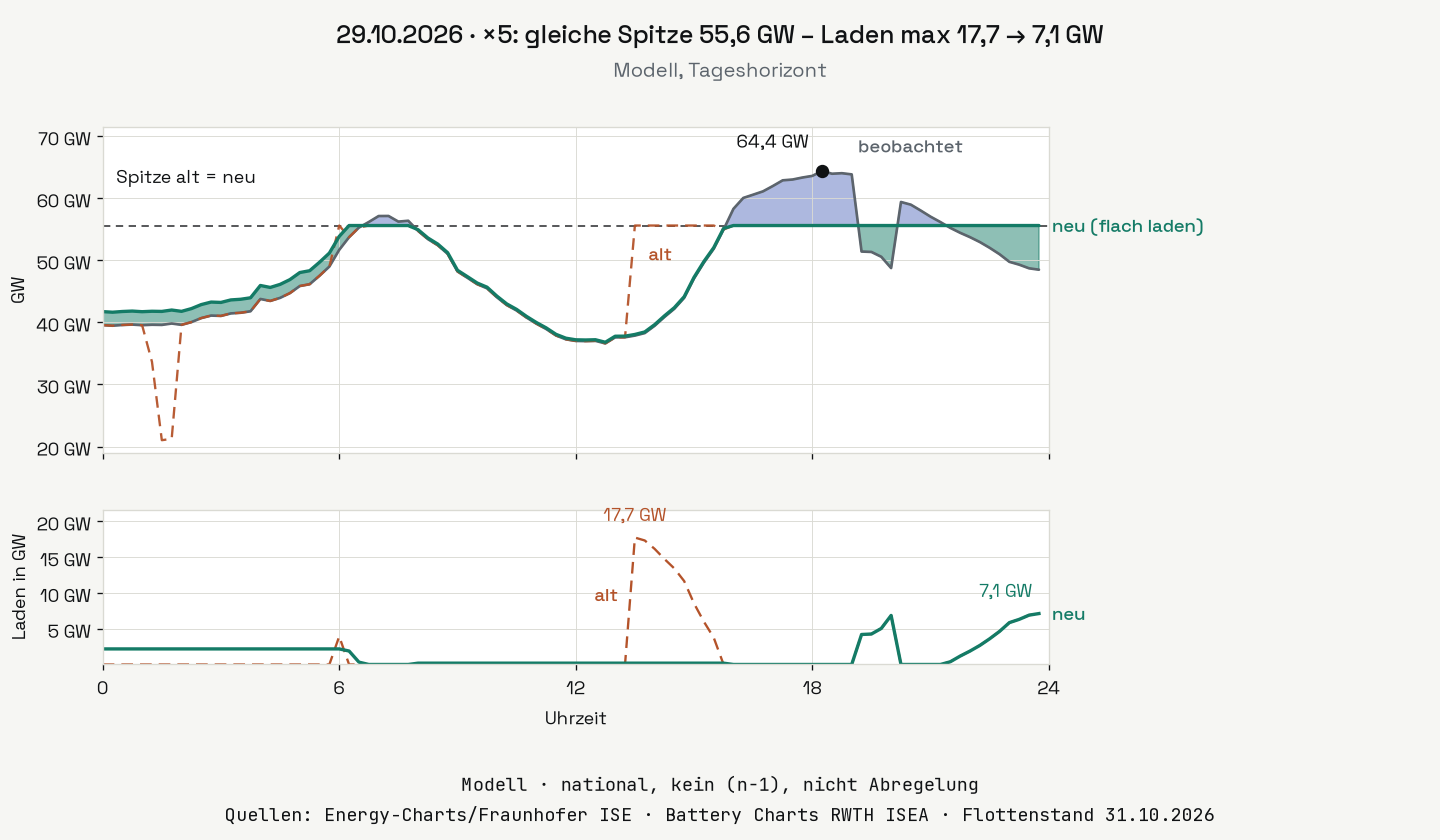 29.10.2026 · ×5: gleiche Spitze 55,6 GW – Laden max 17,7 → 7,1 GW
Modell, Tageshorizont
70 GW
60 GW
50 GW
40 GW
30 GW
20 GW
GW
Spitze alt = neu
64,4 GW
beobachtet
neu (flach laden)
alt
20 GW
15 GW
10 GW
5 GW
Laden in GW
17,7 GW
alt
7,1 GW
neu
0
6
12
18
24
Uhrzeit
Modell · national, kein (n-1), nicht Abregelung
Quellen: Energy-Charts/Fraunhofer ISE · Battery Charts RWTH ISEA · Flottenstand 31.10.2026